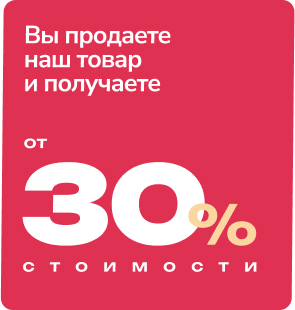 Вы продаете
наш товар
и получаете
от
30%
СТОИМОСТИ